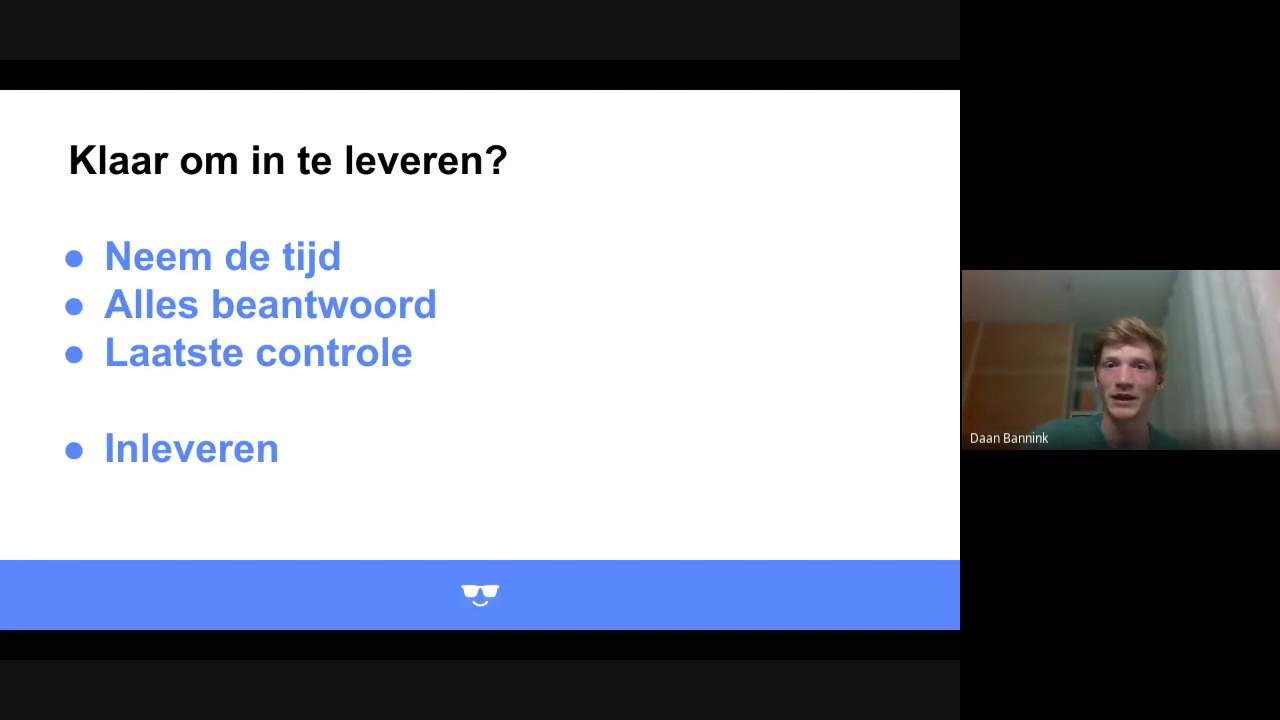 Klaar om in te leveren?
● Neem de tijd
● Alles beantwoord
● Laatste controle
● Inleveren
Daan Bannink